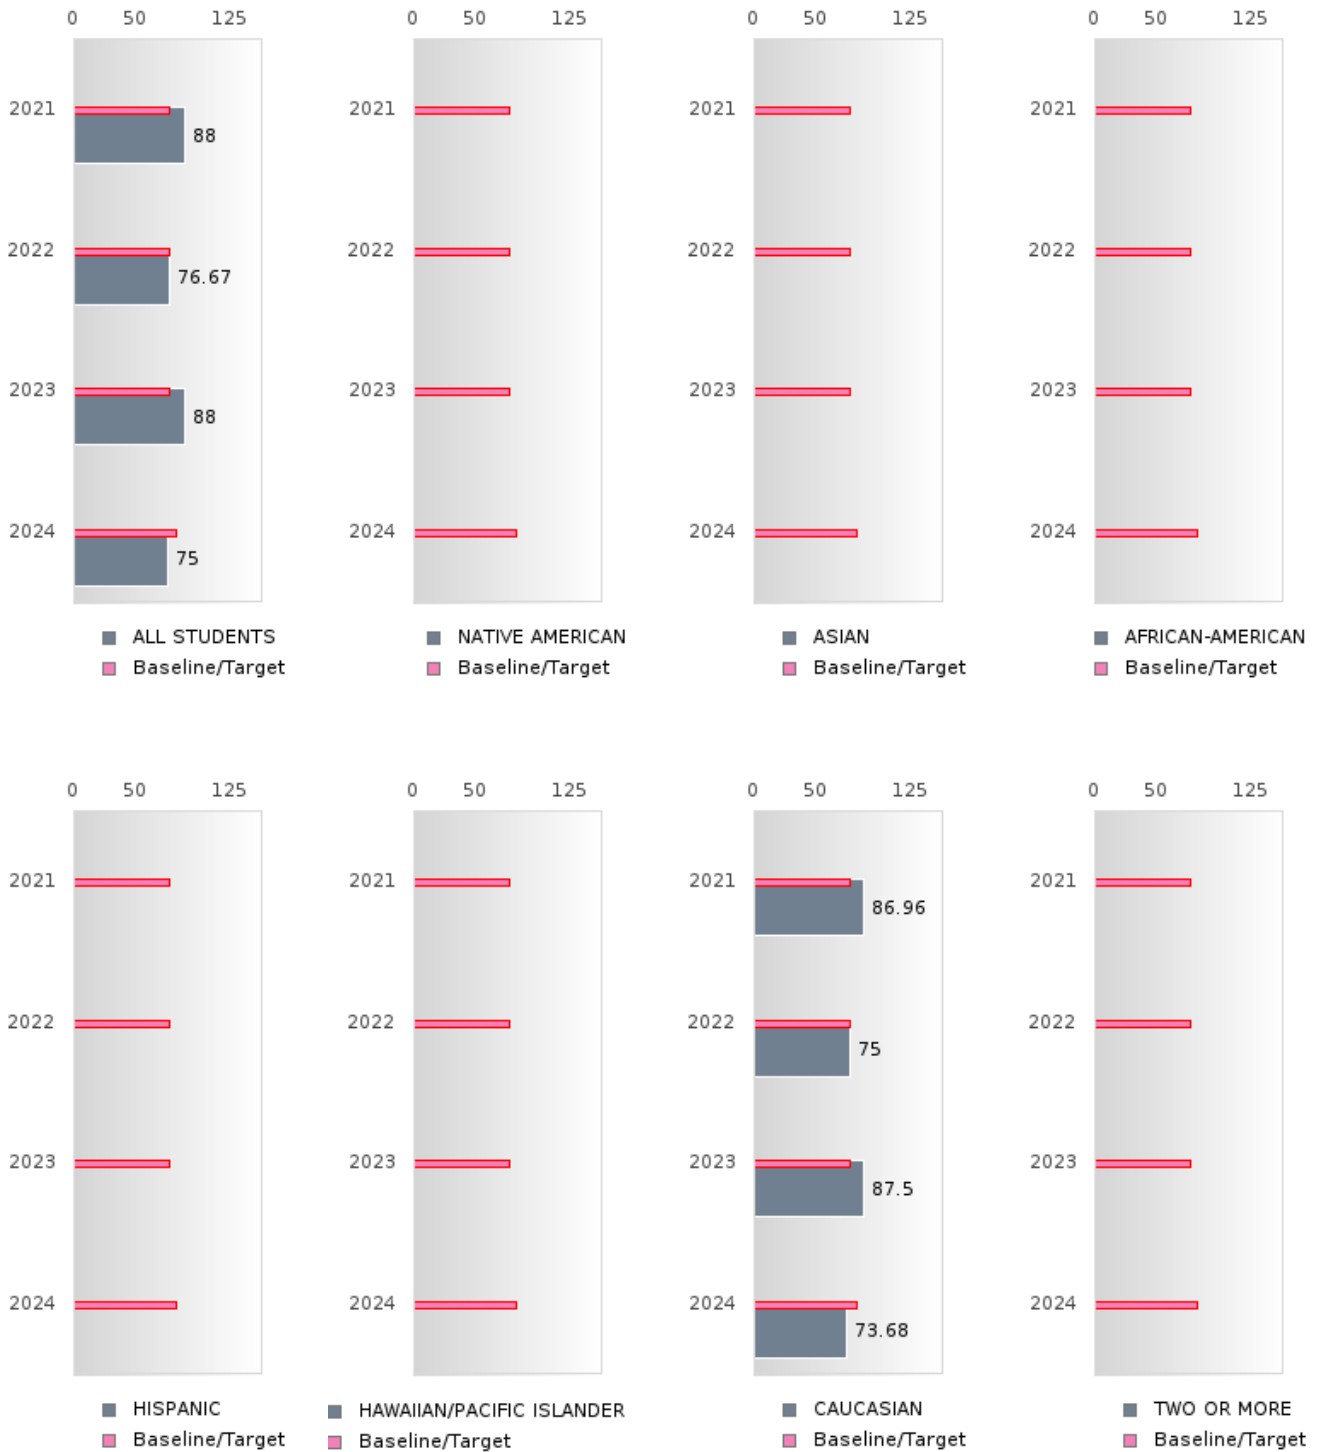 0 50 125 0 50 125 0 50 125 0 50 125
2021 88 2021 2021 2021
2022 76.67 2022 2022 2022
2023 88 2023 2023 2023
2024 75 2024 2024 2024
ALL STUDENTS NATIVE AMERICAN ASIAN AFRICAN-AMERICAN
Baseline/Target Baseline/Target Baseline/Target Baseline/Target
0 50 125 0 50 125 0 50 125 0 50 125
2021 2021 2021 86.96 2021
2022 2022 2022 75 2022
2023 2023 2023 87.5 2023
2024 2024 2024 73.68 2024
HISPANIC HAWAIIAN/PACIFIC ISLANDER CAUCASIAN TWO OR MORE
Baseline/Target Baseline/Target Baseline/Target Baseline/Target